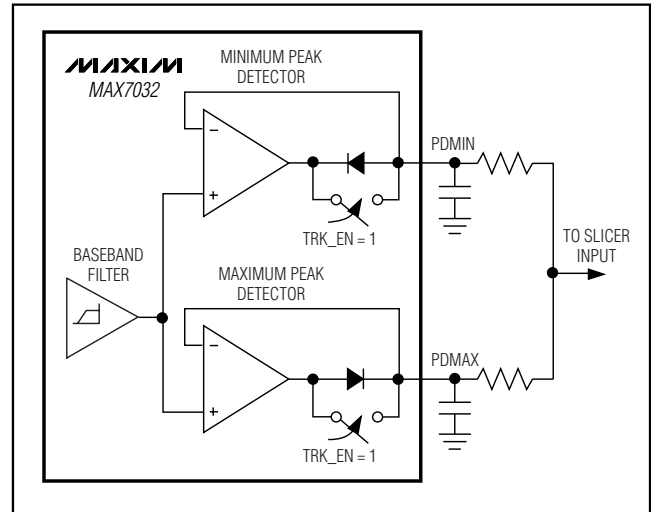 MAXIM
MAX7032
MINIMUM PEAK
DETECTOR
−
+
PDMIN
TRK_EN = 1
BASEBAND
FILTER
TO SLICER
INPUT
MAXIMUM PEAK
DETECTOR
−
+
PDMAX
TRK_EN = 1